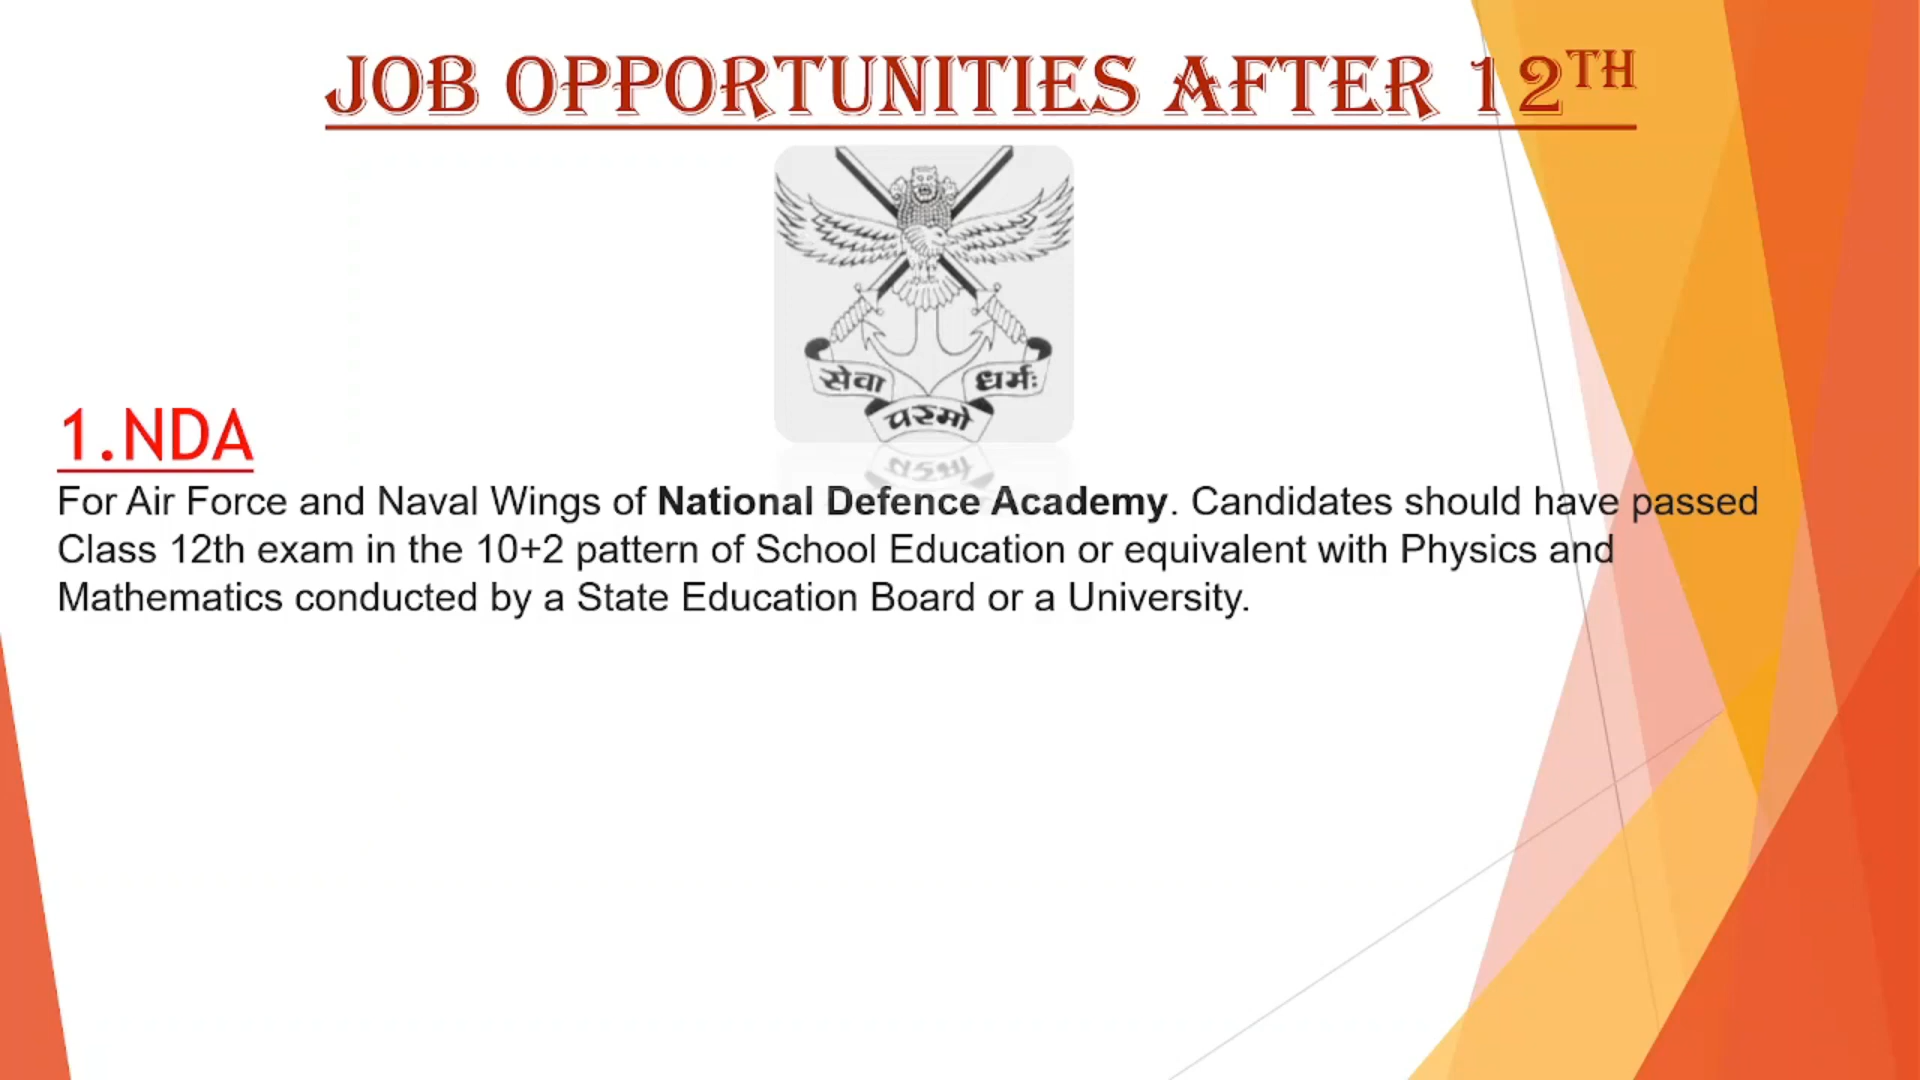 JOB OPPORTUNITIES AFTER 12TH
सेवा
धर्मः
परमो
1.NDA
For Air Force and Naval Wings of National Defence Academy. Candidates should have passed
Class 12th exam in the 10+2 pattern of School Education or equivalent with Physics and
Mathematics conducted by a State Education Board or a University.